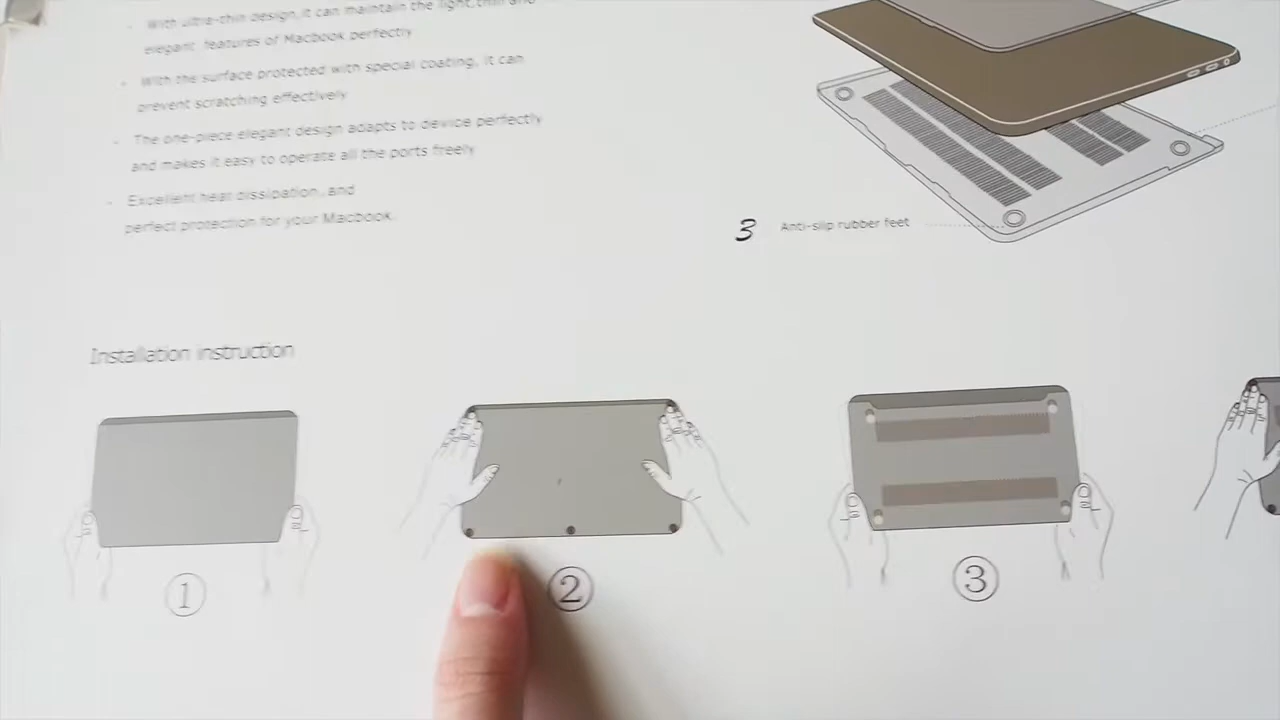 - With ultra-thin design, it can maintain the light, thin and
elegant features of Macbook perfectly
- With the surface protected with special coating, it can
prevent scratching effectively
- The one-piece elegant design adapts to device perfectly
and makes it easy to operate all the ports freely
- Excellent heat dissipation, and
perfect protection for your Macbook.
3 Anti-slip rubber feet
Installation instruction
1
2
3